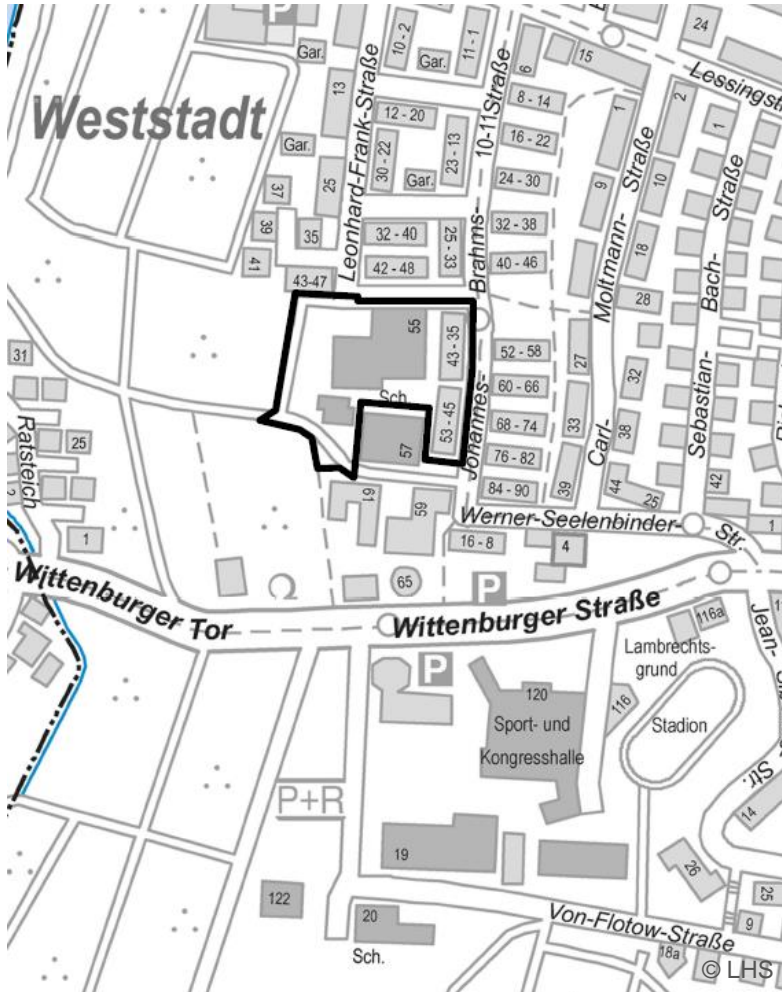 P
24
Gar.
10 - 2
Gar.
11 - 1
6
15
Lessingst
Weststadt
13
Leonhard-Frank-Straße
12 - 20
10-11Straße
8 - 14
16 - 22
1
2
1
Gar.
30 - 22
Gar.
23 - 13
24 - 30
9
Straße
10
Straße
37
25
39
35
32 - 40
25 - 33
Brahms-
32 - 38
Moltmann-
18
41
42 - 48
40 - 46
28
Bach-
43-47
55
43 - 35
52 - 58
27
31
60 - 66
32
Sch.
Ratsteich
25
53 - 45
Johannes-
68 - 74
33
Carl-
38
Sebastian-
57
76 - 82
2
61
59
84 - 90
39
44
25
42
Werner-Seelenbinder-
Str.
1
1
16 - 8
4
65
P
Wittenburger Tor
Wittenburger Straße
116a
Jean-
Lambrechts-
grund
P
120
116
Sport- und
Kongresshalle
Stadion
Str.
P+R
14
19
26
122
20
25
Von-Flotow-Straße
9
Sch.
18a
© LHS